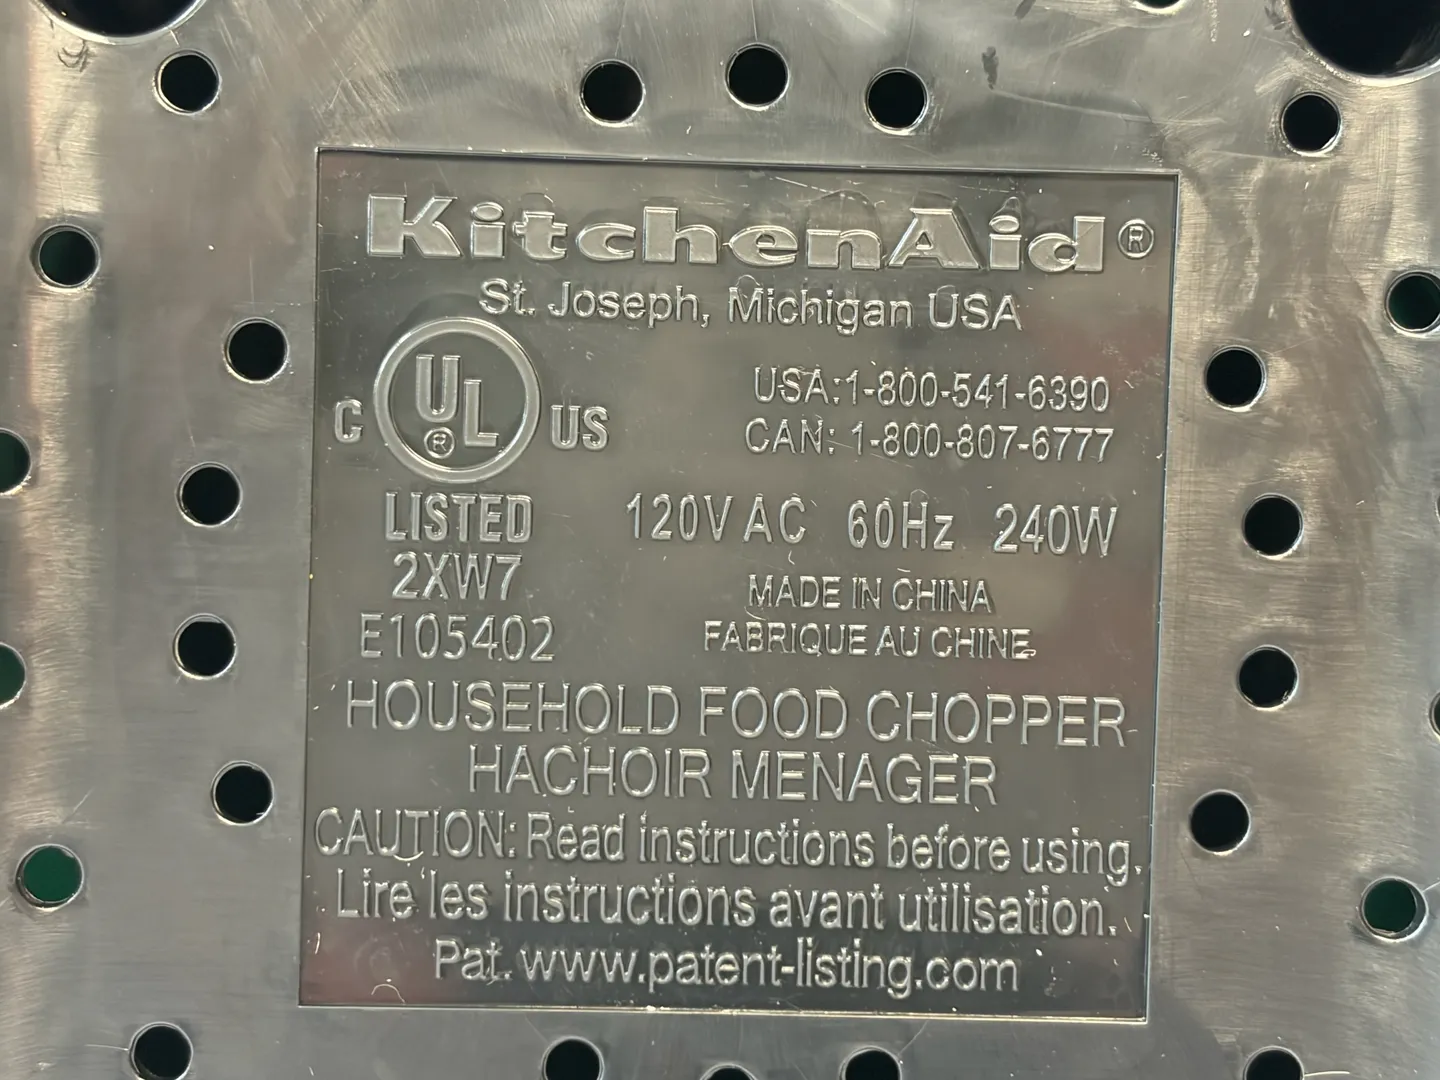 KitchenAid®
St. Joseph, Michigan USA
C UL® US
USA:1-800-541-6390
CAN: 1-800-807-6777
LISTED
2XW7
E105402
120V AC 60Hz 240W
MADE IN CHINA
FABRIQUE AU CHINE
HOUSEHOLD FOOD CHOPPER
HACHOIR MENAGER
CAUTION: Read instructions before using.
Lire les instructions avant utilisation.
Pat. www.patent-listing.com